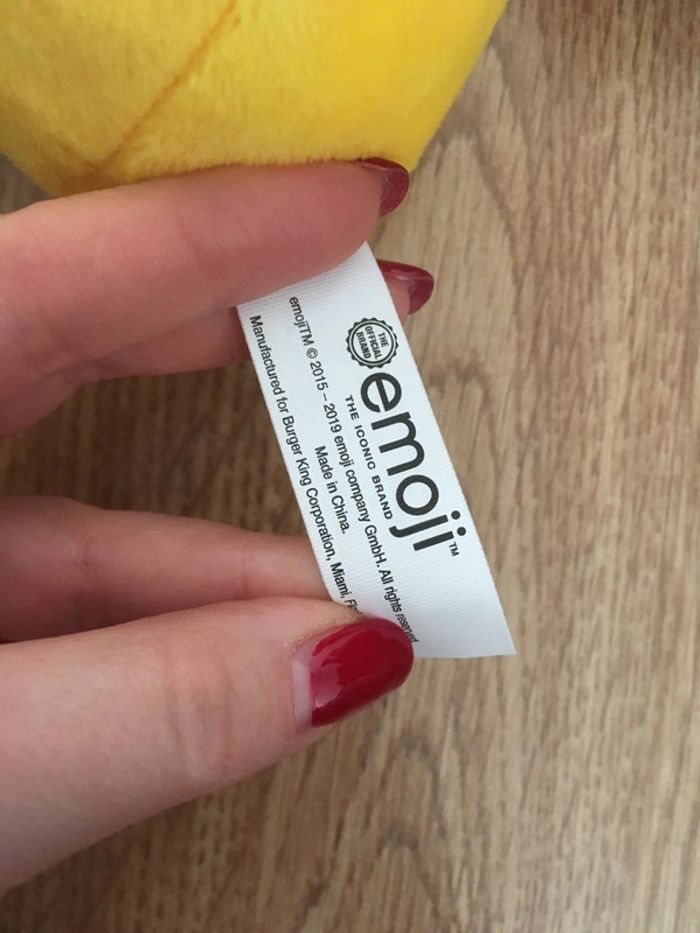 THE
OFFICIAL
BRAND
emoji™
THE ICONIC BRAND
emojiTM © 2015 – 2019 emoji company GmbH. All rights reserved
Made in China.
Manufactured for Burger King Corporation, Miami,